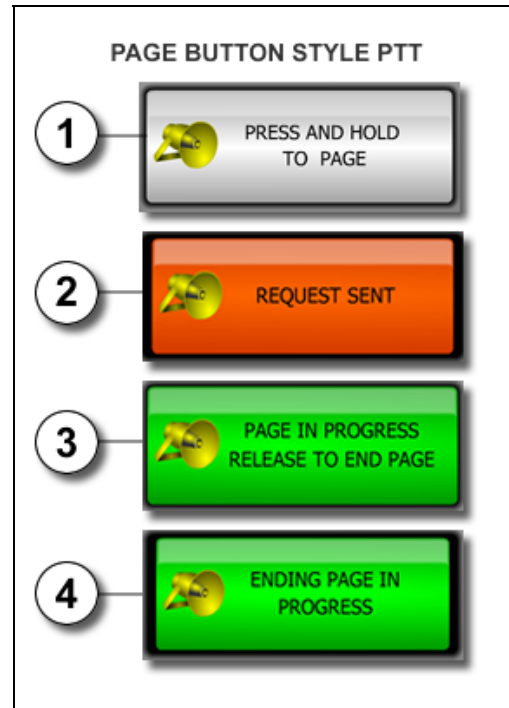 PAGE BUTTON STYLE PTT
1
PRESS AND HOLD
TO PAGE
2
REQUEST SENT
3
PAGE IN PROGRESS
RELEASE TO END PAGE
4
ENDING PAGE IN
PROGRESS